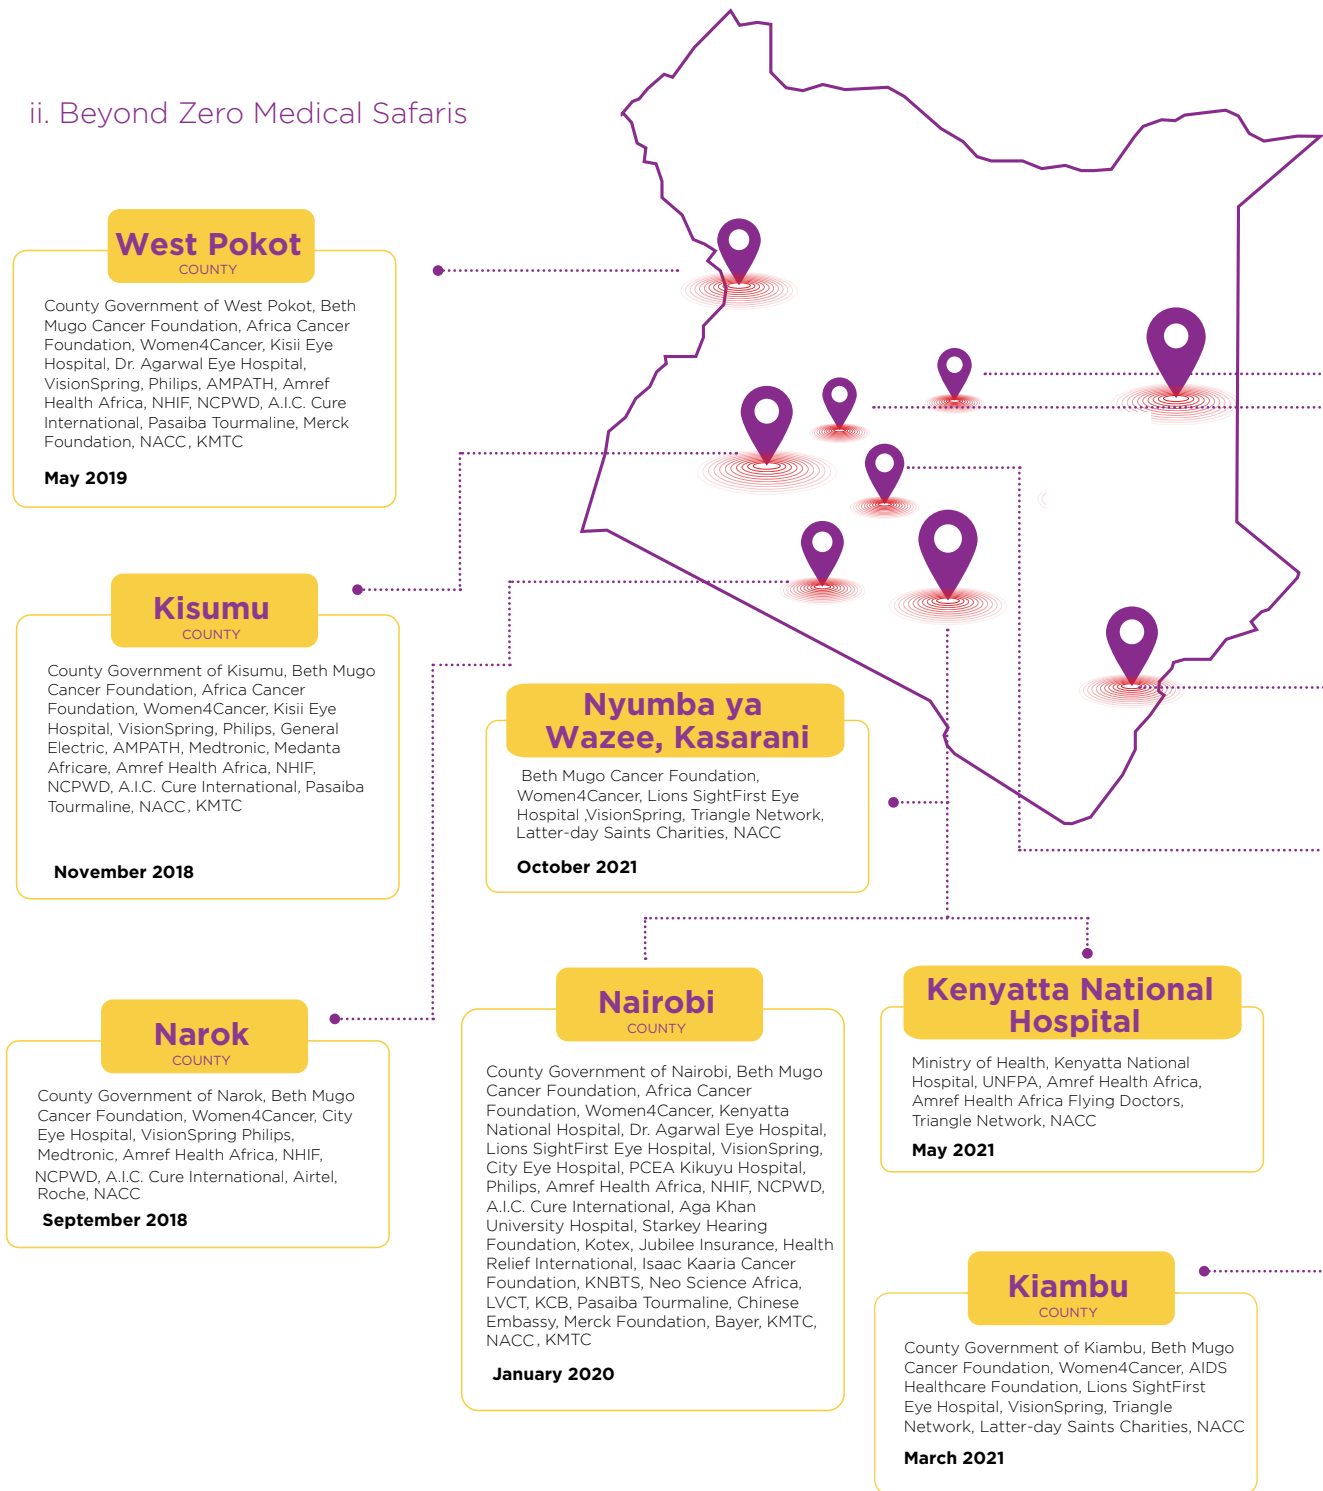 ii. Beyond Zero Medical Safaris
West Pokot
COUNTY
County Government of West Pokot, Beth
Mugo Cancer Foundation, Africa Cancer
Foundation, Women4Cancer, Kisii Eye
Hospital, Dr. Agarwal Eye Hospital,
VisionSpring, Philips, AMPATH, Amref
Health Africa, NHIF, NCPWD, A.I.C. Cure
International, Pasaiba Tourmaline, Merck
Foundation, NACC, KMTC
May 2019
Kisumu
COUNTY
County Government of Kisumu, Beth Mugo
Cancer Foundation, Africa Cancer
Foundation, Women4Cancer, Kisii Eye
Hospital, VisionSpring, Philips, General
Electric, AMPATH, Medtronic, Medanta
Africare, Amref Health Africa, NHIF,
NCPWD, A.I.C. Cure International, Pasaiba
Tourmaline, NACC, KMTC
November 2018
Nyumba ya
Wazee, Kasarani
Beth Mugo Cancer Foundation,
Women4Cancer, Lions SightFirst Eye
Hospital ,VisionSpring, Triangle Network,
Latter-day Saints Charities, NACC
October 2021
Narok
COUNTY
County Government of Narok, Beth Mugo
Cancer Foundation, Women4Cancer, City
Eye Hospital, VisionSpring Philips,
Medtronic, Amref Health Africa, NHIF,
NCPWD, A.I.C. Cure International, Airtel,
Roche, NACC
September 2018
Nairobi
COUNTY
County Government of Nairobi, Beth Mugo
Cancer Foundation, Africa Cancer
Foundation, Women4Cancer, Kenyatta
National Hospital, Dr. Agarwal Eye Hospital,
Lions SightFirst Eye Hospital, VisionSpring,
City Eye Hospital, PCEA Kikuyu Hospital,
Philips, Amref Health Africa, NHIF, NCPWD,
A.I.C. Cure International, Aga Khan
University Hospital, Starkey Hearing
Foundation, Kotex, Jubilee Insurance, Health
Relief International, Isaac Kaaria Cancer
Foundation, KNBTS, Neo Science Africa,
LVCT, KCB, Pasaiba Tourmaline, Chinese
Embassy, Merck Foundation, Bayer, KMTC,
NACC, KMTC
January 2020
Kenyatta National
Hospital
Ministry of Health, Kenyatta National
Hospital, UNFPA, Amref Health Africa,
Amref Health Africa Flying Doctors,
Triangle Network, NACC
May 2021
Kiambu
COUNTY
County Government of Kiambu, Beth Mugo
Cancer Foundation, Women4Cancer, AIDS
Healthcare Foundation, Lions SightFirst
Eye Hospital, VisionSpring, Triangle
Network, Latter-day Saints Charities, NACC
March 2021